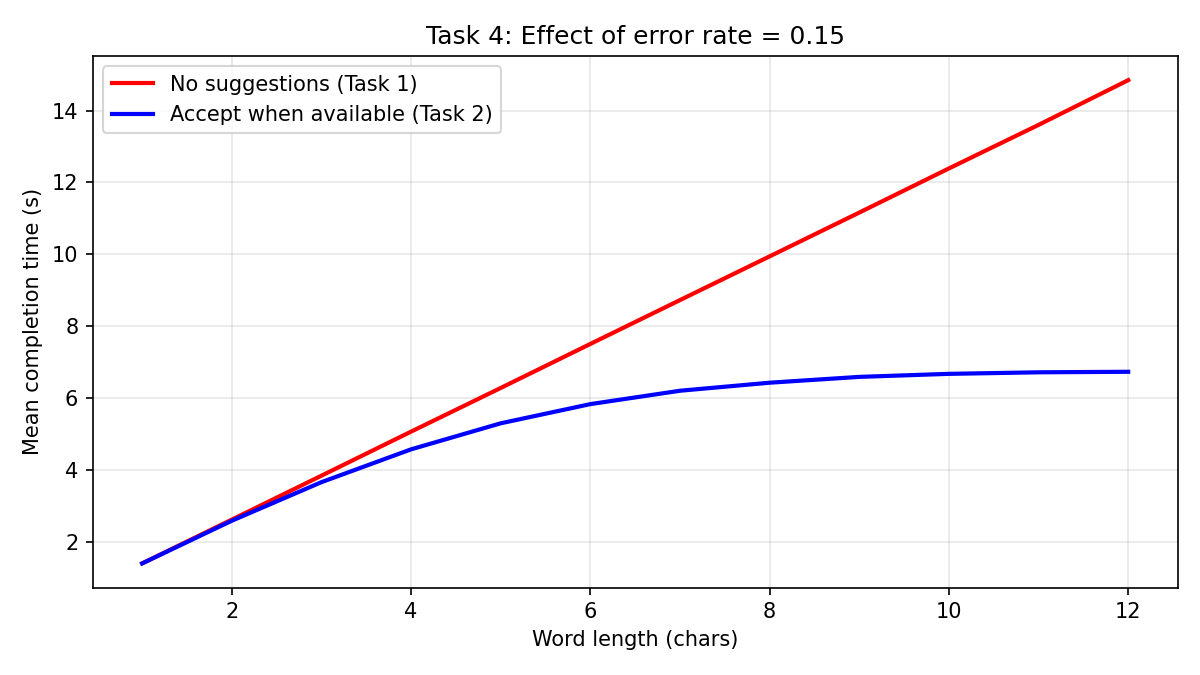 Task 4: Effect of error rate = 0.15
No suggestions (Task 1)
Accept when available (Task 2)
Mean completion time (s)
14
12
10
8
6
4
2
2 4 6 8 10 12
Word length (chars)